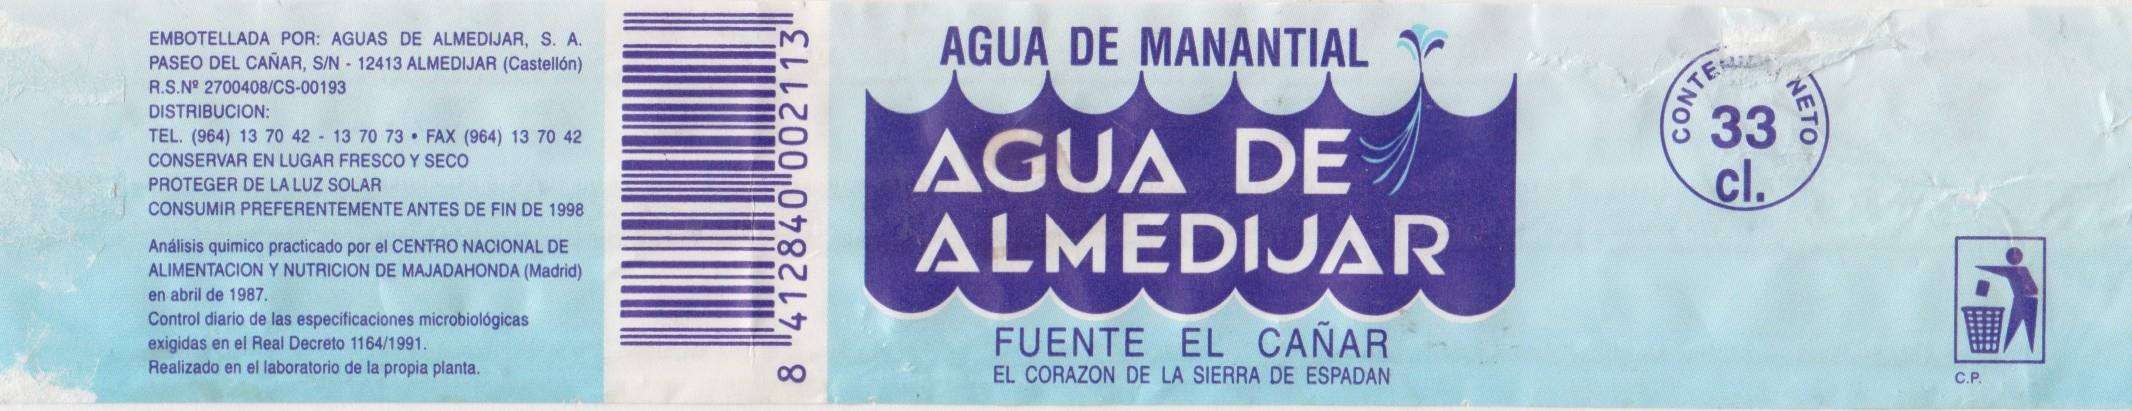 EMBOTELLADA POR: AGUAS DE ALMEDIJAR, S. A.
PASEO DEL CAÑAR, S/N - 12413 ALMEDIJAR (Castellón)
R.S.Nº 2700408/CS-00193
DISTRIBUCION:
TEL. (964) 13 70 42 - 13 70 73 • FAX (964) 13 70 42
CONSERVAR EN LUGAR FRESCO Y SECO
PROTEGER DE LA LUZ SOLAR
CONSUMIR PREFERENTEMENTE ANTES DE FIN DE 1998
Análisis quimico practicado por el CENTRO NACIONAL DE
ALIMENTACION Y NUTRICION DE MAJADAHONDA (Madrid)
en abril de 1987.
Control diario de las especificaciones microbiológicas
exigidas en el Real Decreto 1164/1991.
Realizado en el laboratorio de la propia planta.
8 412840 002113
AGUA DE MANANTIAL
AGUA DE
ALMEDIJAR
FUENTE EL CAÑAR
EL CORAZON DE LA SIERRA DE ESPADAN
NETO
33
cl.
C.P.